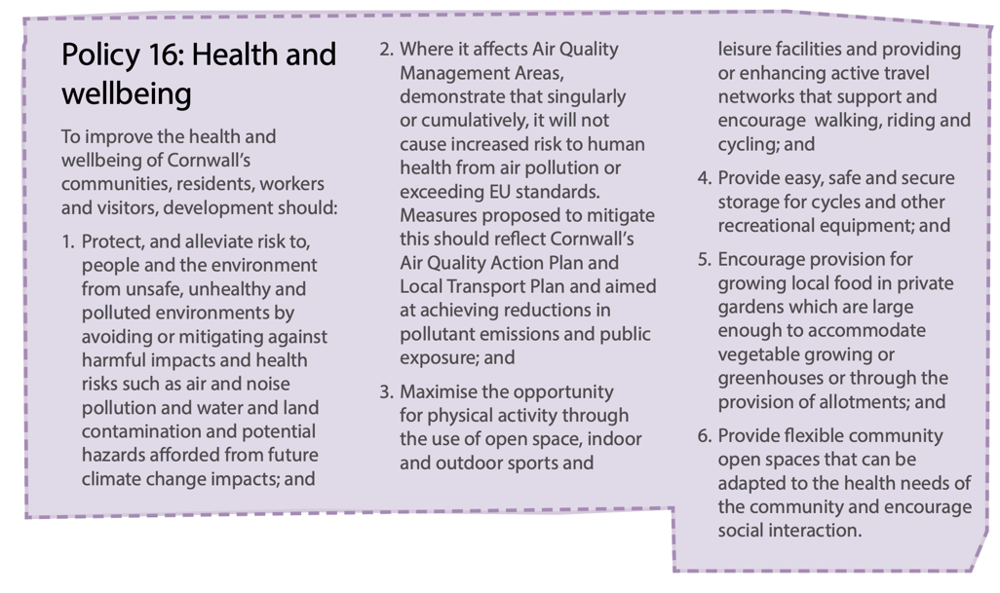 Policy 16: Health and
wellbeing
To improve the health and
wellbeing of Cornwall's
communities, residents, workers
and visitors, development should:
1. Protect, and alleviate risk to,
people and the environment
from unsafe, unhealthy and
polluted environments by
avoiding or mitigating against
harmful impacts and health
risks such as air and noise
pollution and water and land
contamination and potential
hazards afforded from future
climate change impacts; and
2. Where it affects Air Quality
Management Areas,
demonstrate that singularly
or cumulatively, it will not
cause increased risk to human
health from air pollution or
exceeding EU standards.
Measures proposed to mitigate
this should reflect Cornwall's
Air Quality Action Plan and
Local Transport Plan and aimed
at achieving reductions in
pollutant emissions and public
exposure; and
3. Maximise the opportunity
for physical activity through
the use of open space, indoor
and outdoor sports and
leisure facilities and providing
or enhancing active travel
networks that support and
encourage walking, riding and
cycling; and
4. Provide easy, safe and secure
storage for cycles and other
recreational equipment; and
5. Encourage provision for
growing local food in private
gardens which are large
enough to accommodate
vegetable growing or
greenhouses or through the
provision of allotments; and
6. Provide flexible community
open spaces that can be
adapted to the health needs of
the community and encourage
social interaction.